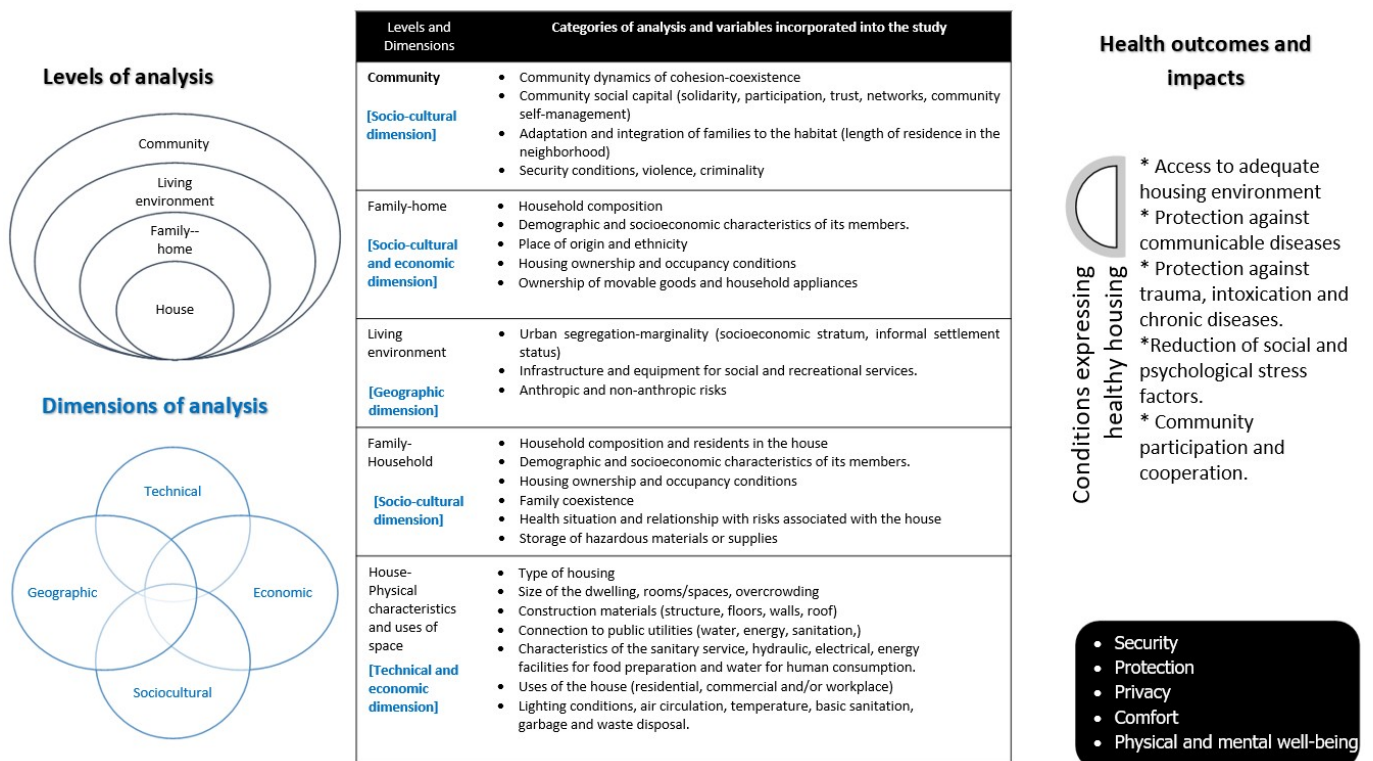 Levels of analysis
Community
Living
environment
Family--
home
House
Dimensions of analysis
Technical
Geographic
Economic
Sociocultural
Levels and
Dimensions
Categories of analysis and variables incorporated into the study
Community
[Socio-cultural
dimension]
• Community dynamics of cohesion-coexistence
• Community social capital (solidarity, participation, trust, networks, community
self-management)
• Adaptation and integration of families to the habitat (length of residence in the
neighborhood)
• Security conditions, violence, criminality
Family-home
[Socio-cultural
and economic
dimension]
• Household composition
• Demographic and socioeconomic characteristics of its members.
• Place of origin and ethnicity
• Housing ownership and occupancy conditions
• Ownership of movable goods and household appliances
Living
environment
[Geographic
dimension]
• Urban segregation-marginality (socioeconomic stratum, informal settlement
status)
• Infrastructure and equipment for social and recreational services.
• Anthropic and non-anthropic risks
Family-
Household
[Socio-cultural
dimension]
• Household composition and residents in the house
• Demographic and socioeconomic characteristics of its members.
• Housing ownership and occupancy conditions
• Family coexistence
• Health situation and relationship with risks associated with the house
• Storage of hazardous materials or supplies
House-
Physical
characteristics
and uses of
space
[Technical and
economic
dimension]
• Type of housing
• Size of the dwelling, rooms/spaces, overcrowding
• Construction materials (structure, floors, walls, roof)
• Connection to public utilities (water, energy, sanitation,)
• Characteristics of the sanitary service, hydraulic, electrical, energy
facilities for food preparation and water for human consumption.
• Uses of the house (residential, commercial and/or workplace)
• Lighting conditions, air circulation, temperature, basic sanitation,
garbage and waste disposal.
Health outcomes and
impacts
Conditions expressing
healthy housing
* Access to adequate
housing environment
* Protection against
communicable diseases
* Protection against
trauma, intoxication and
chronic diseases.
*Reduction of social and
psychological stress
factors.
* Community
participation and
cooperation.
• Security
• Protection
• Privacy
• Comfort
• Physical and mental well-being